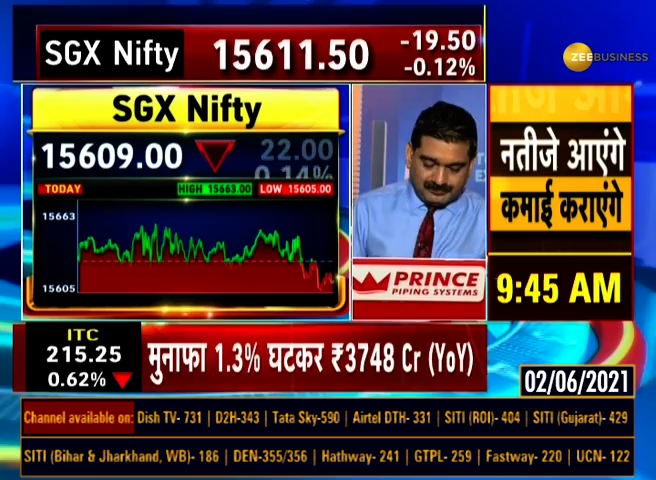 SGX Nifty 15611.50 -19.50
-0.12%
ZEEBUSINESS
SGX Nifty
15609.00 22.00
0.14%
TODAY HIGH 15663.00 LOW 15605.00
15663
15605
PRINCE
PIPING SYSTEMS
नतीजे आएंगे
कमाई कराएंगे
9:45 AM
ITC
215.25
0.62%
मुनाफा 1.3% घटकर ₹3748 Cr (YoY)
02/06/2021
Channel available on: Dish TV- 731 | D2H-343 | Tata Sky-590 | Airtel DTH- 331 | SITI (ROI)- 404 | SITI (Gujarat)- 429
SITI (Bihar & Jharkhand, WB)- 186 | DEN-355/356 | Hathway- 241 | GTPL- 259 | Fastway- 220 | UCN- 122